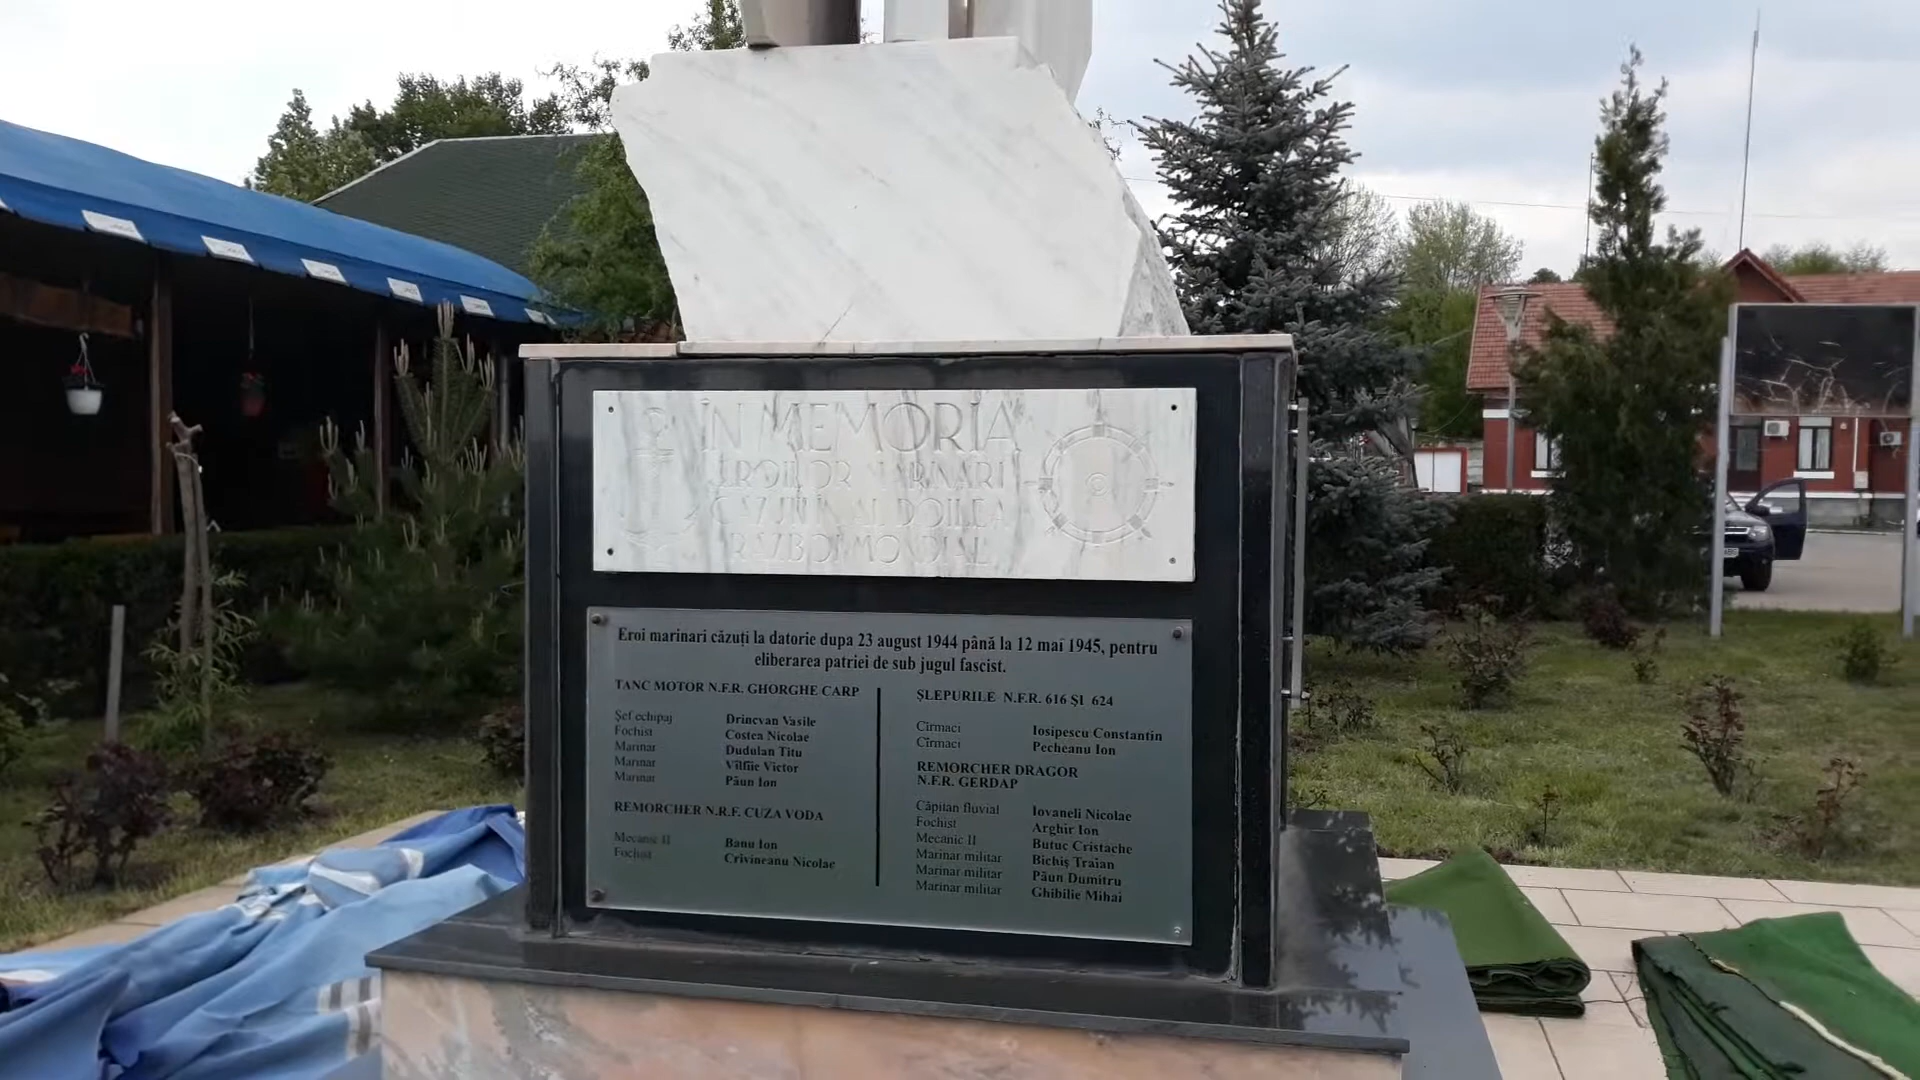 ÎN MEMORIA
EROILOR MARINARI
CĂZUȚI ÎN AL DOILEA
RĂZBOI MONDIAL
Eroi marinari căzuți la datorie dupa 23 august 1944 până la 12 mai 1945, pentru
eliberarea patriei de sub jugul fascist.
TANC MOTOR N.F.R. GHORGHE CARP
Șef echipaj Drincvan Vasile
Fochist Costea Nicolae
Marinar Dudulan Titu
Marinar Vîlfiie Victor
Marinar Păun Ion
REMORCHER N.R.F. CUZA VODA
Mecanic II Banu Ion
Fochist Crivineanu Nicolae
ȘLEPURILE N.F.R. 616 ȘI 624
Cîrmaci Iosipescu Constantin
Cîrmaci Pecheanu Ion
REMORCHER DRAGOR
N.F.R. GERDAP
Căpitan fluvial Iovaneli Nicolae
Fochist Arghir Ion
Mecanic II Butuc Cristache
Marinar militar Bichiș Traian
Marinar militar Păun Dumitru
Marinar militar Ghibilie Mihai